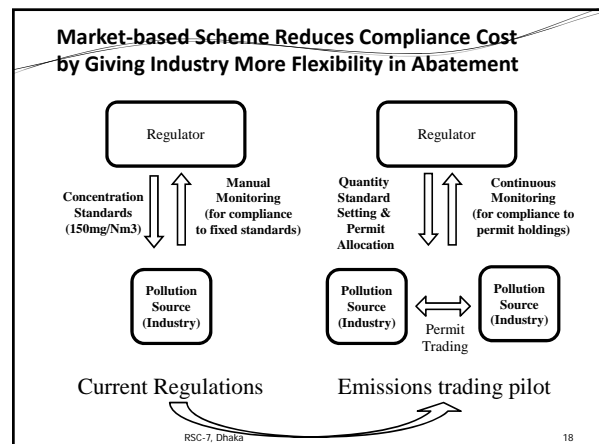 Market-based Scheme Reduces Compliance Cost
by Giving Industry More Flexibility in Abatement
Regulator
Concentration
Standards
(150mg/Nm3)
Manual
Monitoring
(for compliance
to fixed standards)
Pollution
Source
(Industry)
Current Regulations
Regulator
Quantity
Standard
Setting &
Permit
Allocation
Continuous
Monitoring
(for compliance to
permit holdings)
Pollution
Source
(Industry)
Permit
Trading
Pollution
Source
(Industry)
Emissions trading pilot
RSC-7, Dhaka
18